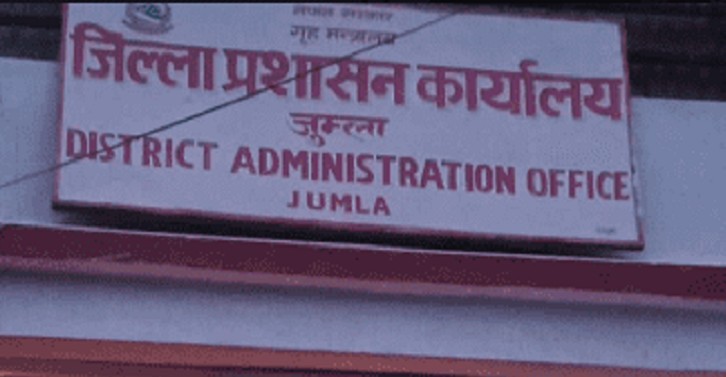 नेपाल सरकार
गृह मन्त्रालय
जिल्ला प्रशासन कार्यालय
जुम्ला
DISTRICT ADMINISTRATION OFFICE
JUMLA